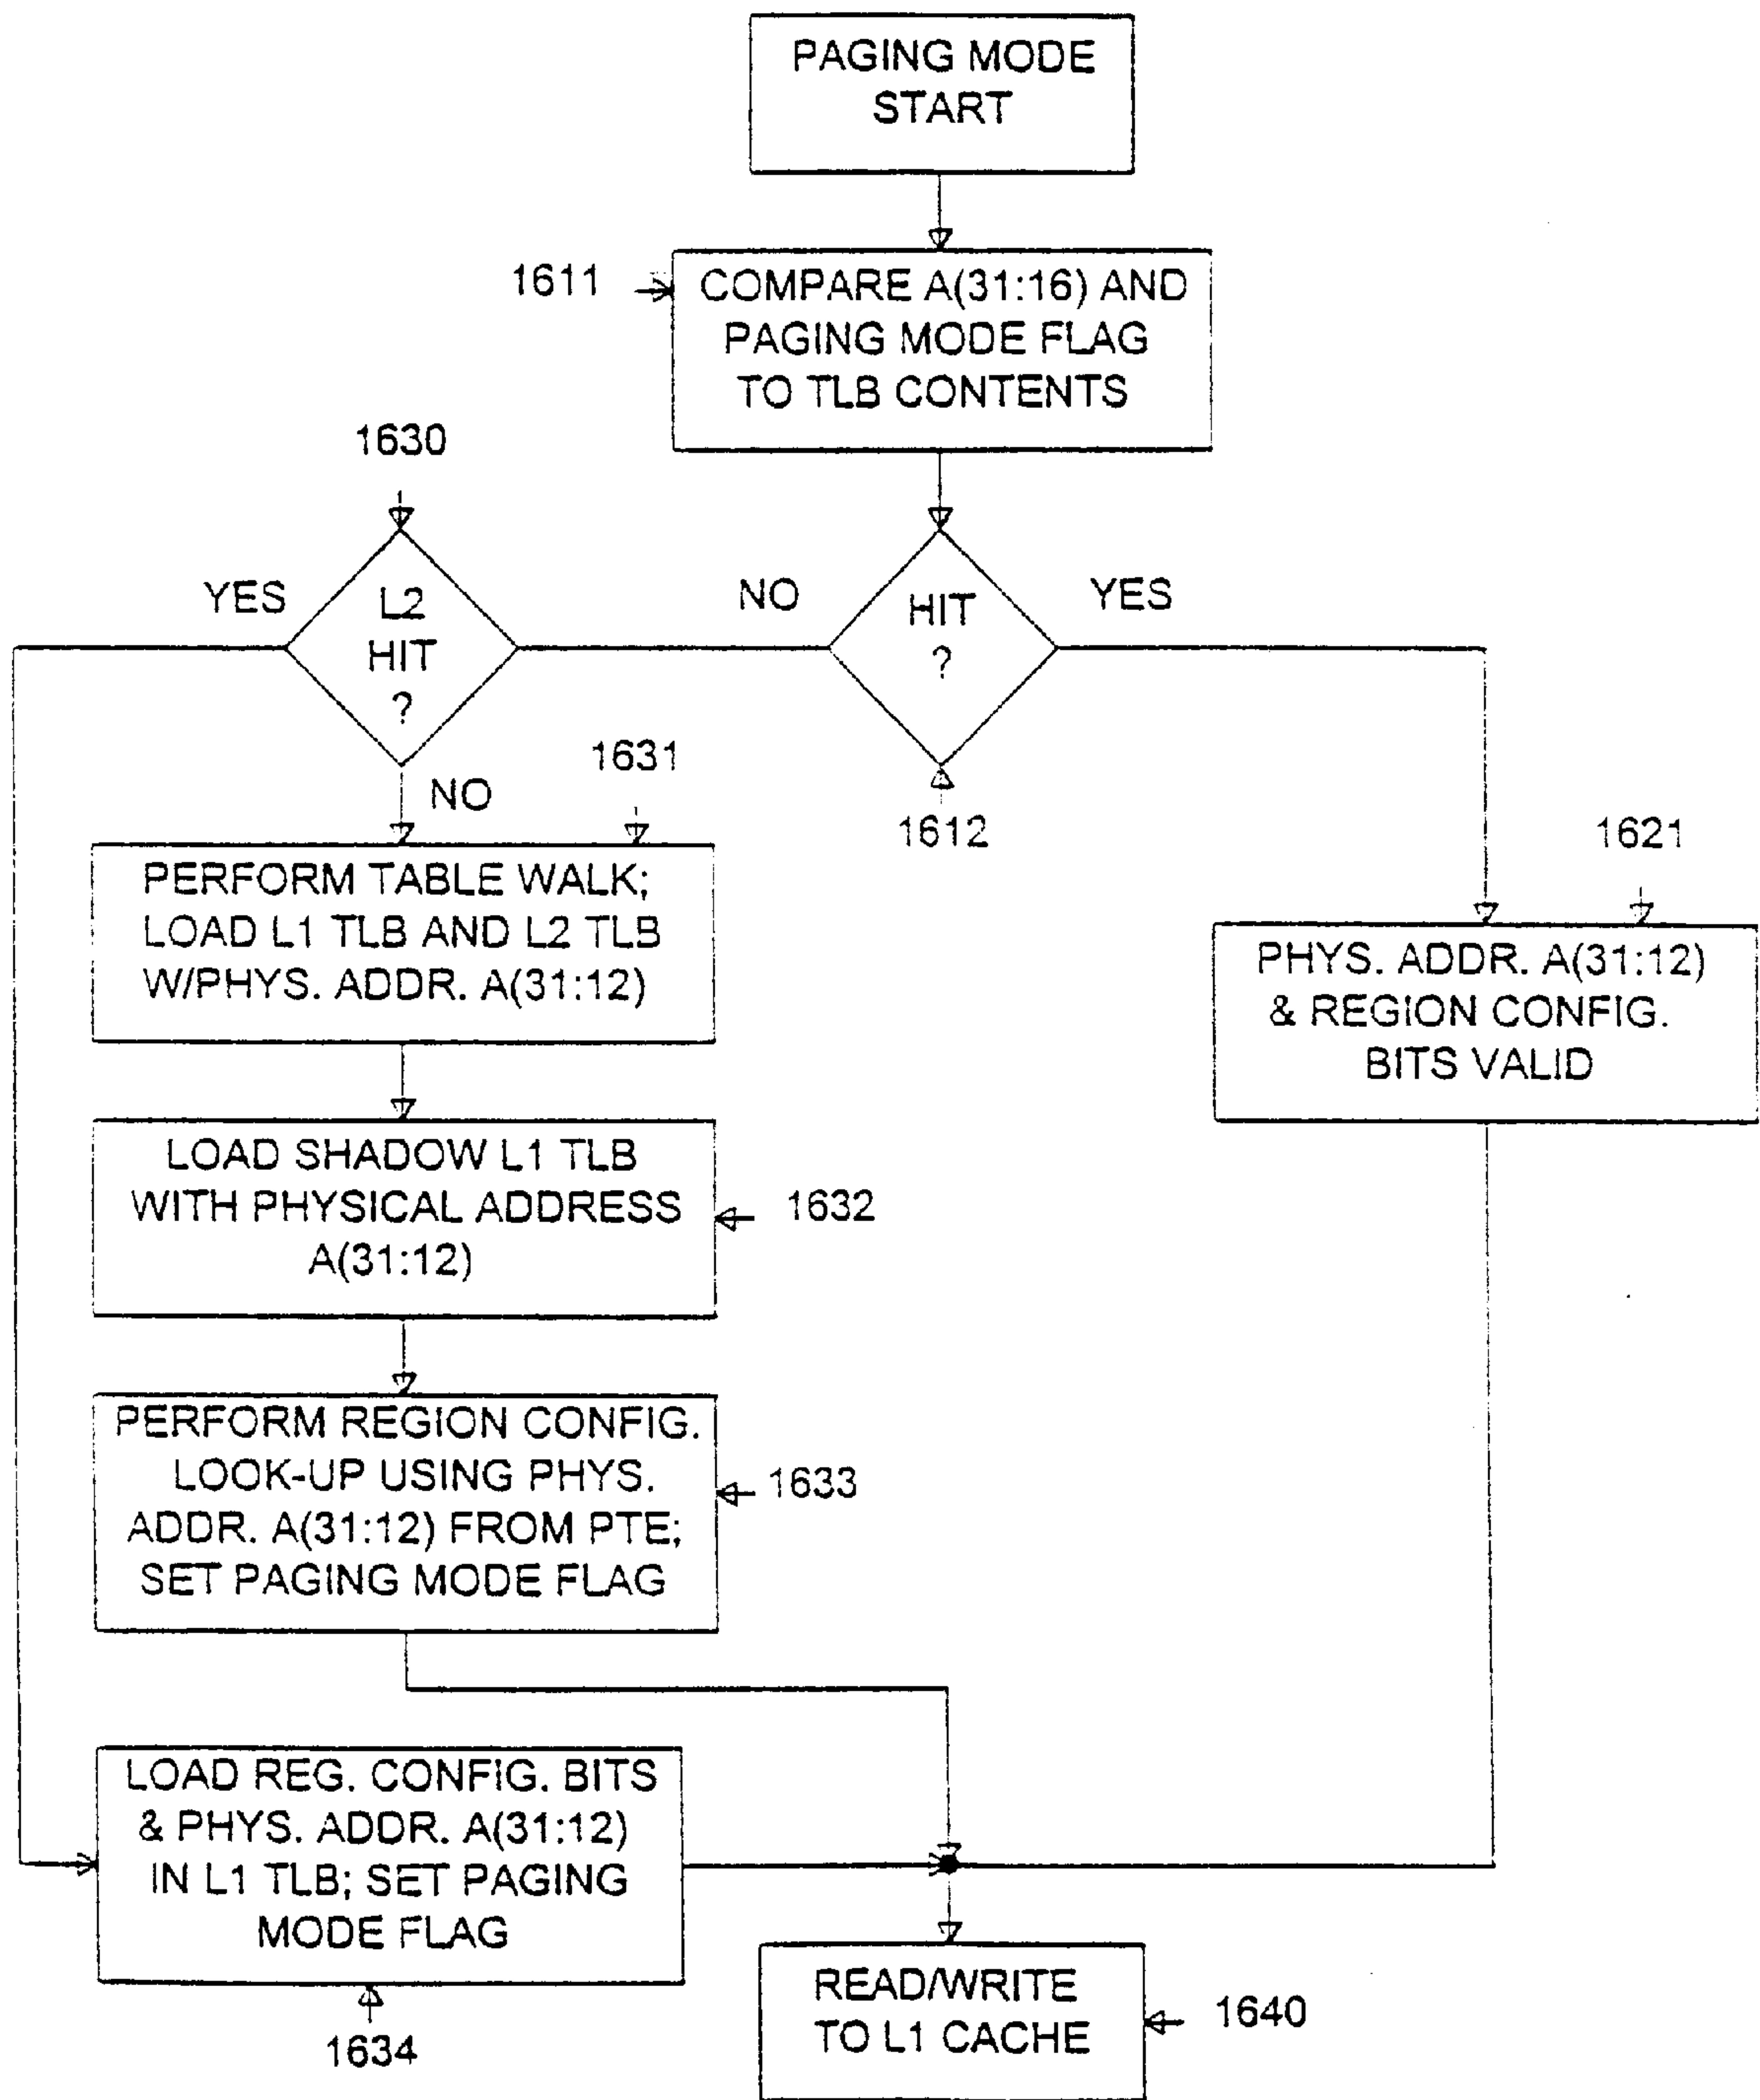 PAGING MODE
START
1611
COMPARE A(31:16) AND
PAGING MODE FLAG
TO TLB CONTENTS
1630
YES
L2
HIT
?
NO
HIT
?
YES
1612
NO
1631
1621
PERFORM TABLE WALK;
LOAD L1 TLB AND L2 TLB
W/PHYS. ADDR. A(31:12)
PHYS. ADDR. A(31:12)
& REGION CONFIG.
BITS VALID
LOAD SHADOW L1 TLB
WITH PHYSICAL ADDRESS
A(31:12)
1632
PERFORM REGION CONFIG.
LOOK-UP USING PHYS.
ADDR. A(31:12) FROM PTE;
SET PAGING MODE FLAG
1633
LOAD REG. CONFIG. BITS
& PHYS. ADDR. A(31:12)
IN L1 TLB; SET PAGING
MODE FLAG
1634
READ/WRITE
TO L1 CACHE
1640